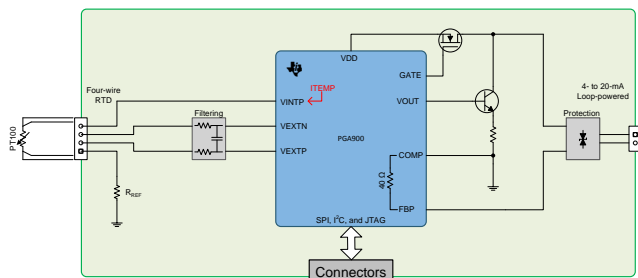 VDD
GATE
4- to 20-mA
Loop-powered
Four-wire
RTD
ITEMP
VINTP
VOUT
Protection
Filtering
VEXTN
PGA900
PT100
VEXTP
COMP
40 Ω
RREF
FBP
SPI, I2C, and JTAG
Connectors